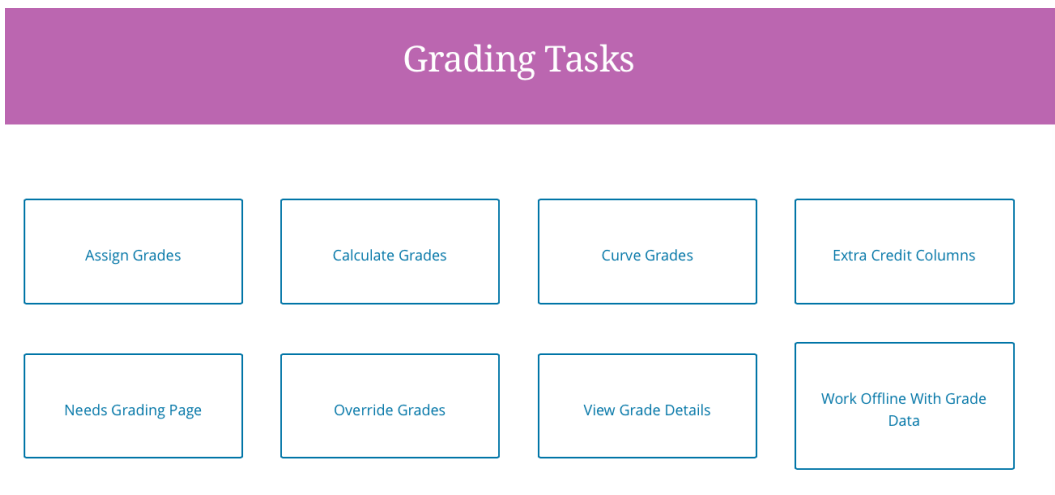 Grading Tasks
Assign Grades
Calculate Grades
Curve Grades
Extra Credit Columns
Needs Grading Page
Override Grades
View Grade Details
Work Offline With Grade
Data